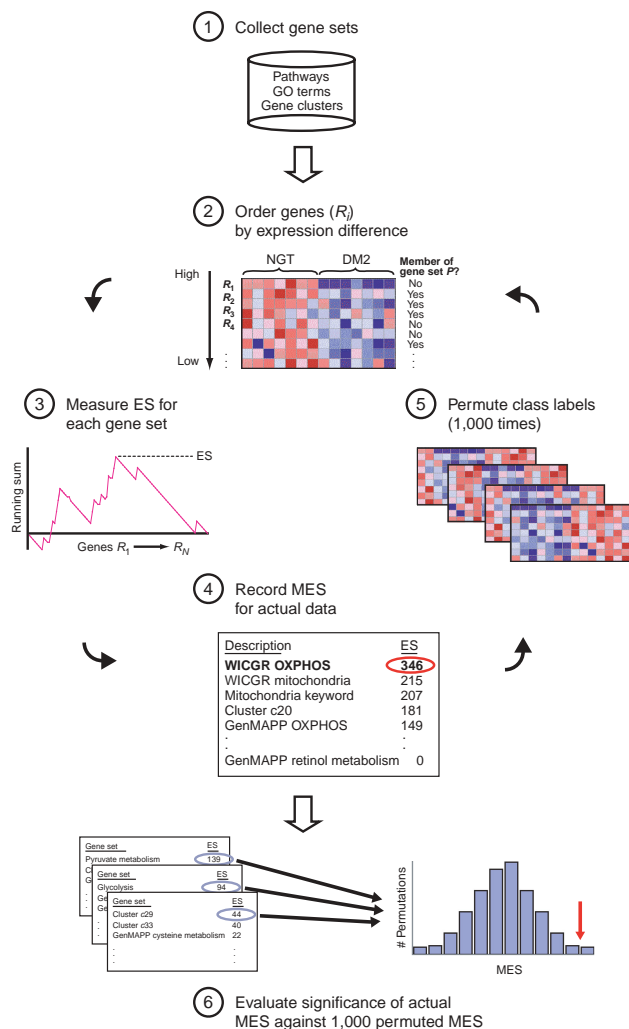 1 Collect gene sets
Pathways
GO terms
Gene clusters
2 Order genes (Ri)
by expression difference
NGT DM2 Member of
gene set P?
High
R1 No
Yes
R2 Yes
R3 Yes
R4 No
No
Yes
Low
3 Measure ES for
each gene set
ES
Running sum
Genes R1 RN
5 Permute class labels
(1,000 times)
4 Record MES
for actual data
Description ES
WICGR OXPHOS 346
WICGR mitochondria 215
Mitochondria keyword 207
Cluster c20 181
GenMAPP OXPHOS 149
GenMAPP retinol metabolism 0
Gene set ES
Pyruvate metabolism 139
Gene set ES
Glycolysis 94
Gene set ES
Cluster c29 44
Cluster c33 40
GenMAPP cysteine metabolism 22
# Permutations
MES
6 Evaluate significance of actual
MES against 1,000 permuted MES